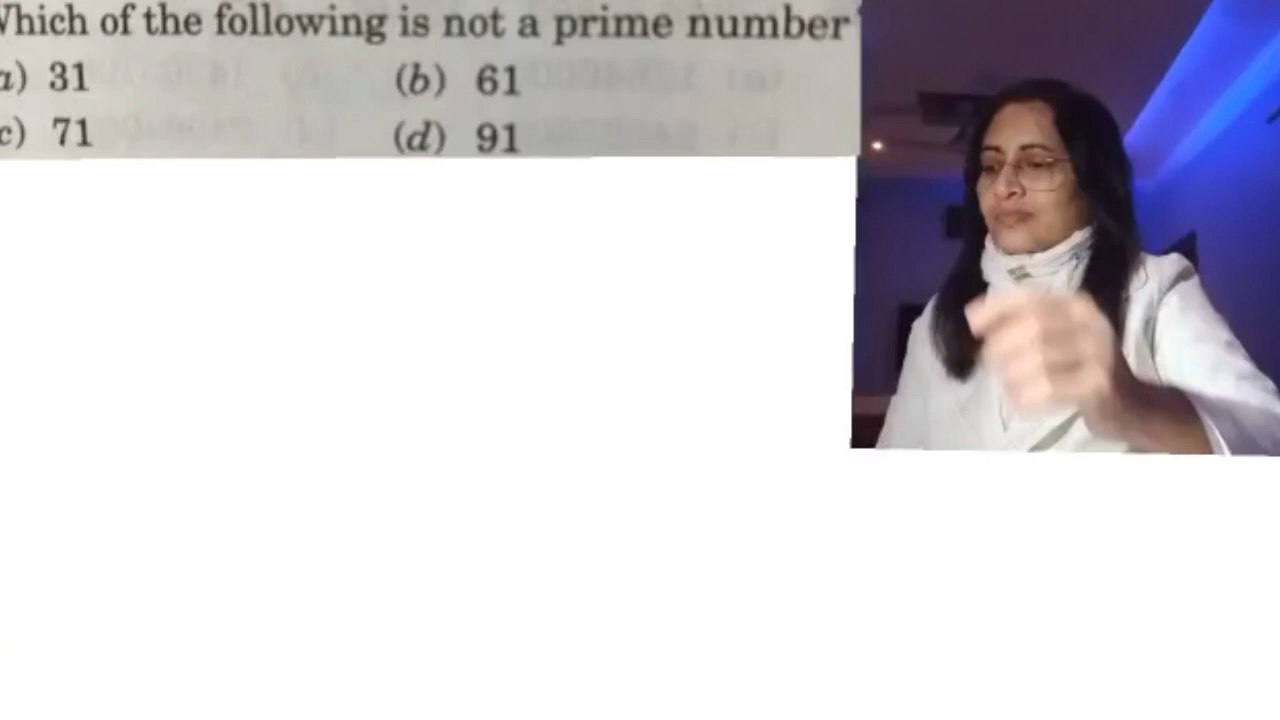 Which of the following is not a prime number
a) 31 (b) 61
c) 71 (d) 91